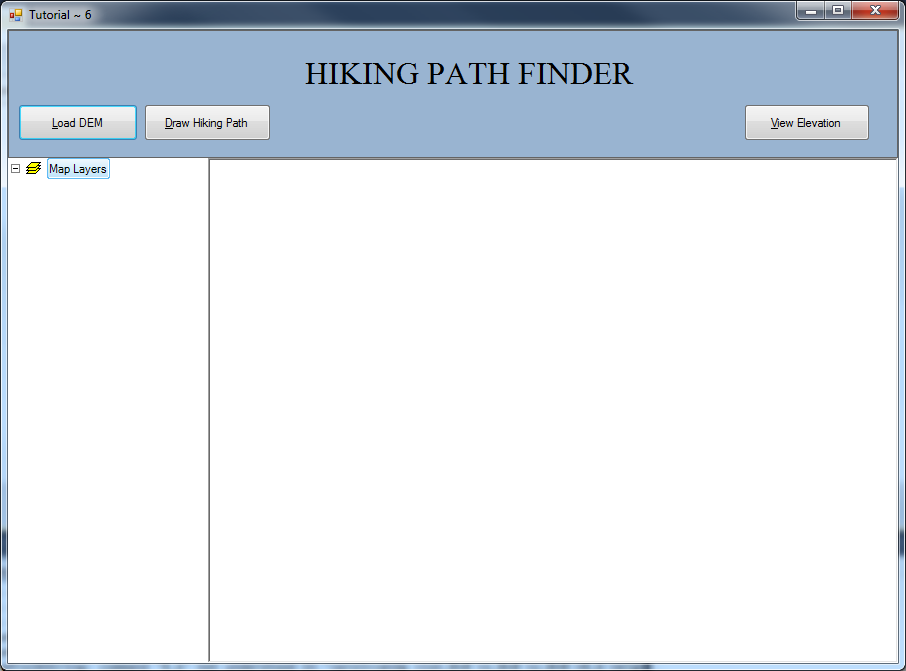 Tutorial ~ 6
HIKING PATH FINDER
Load DEM
Draw Hiking Path
View Elevation
Map Layers